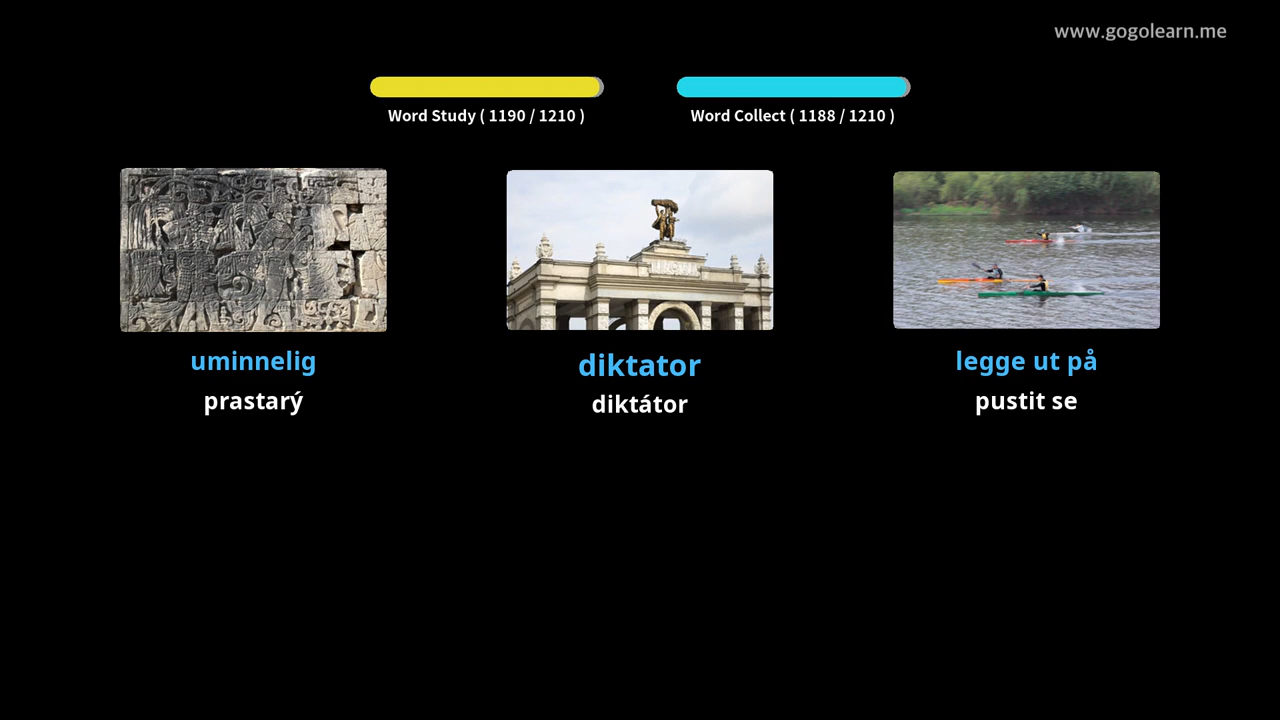 www.gogolearn.me
Word Study ( 1190 / 1210 )
Word Collect ( 1188 / 1210 )
uminnelig
diktator
legge ut på
prastarý
diktátor
pustit se